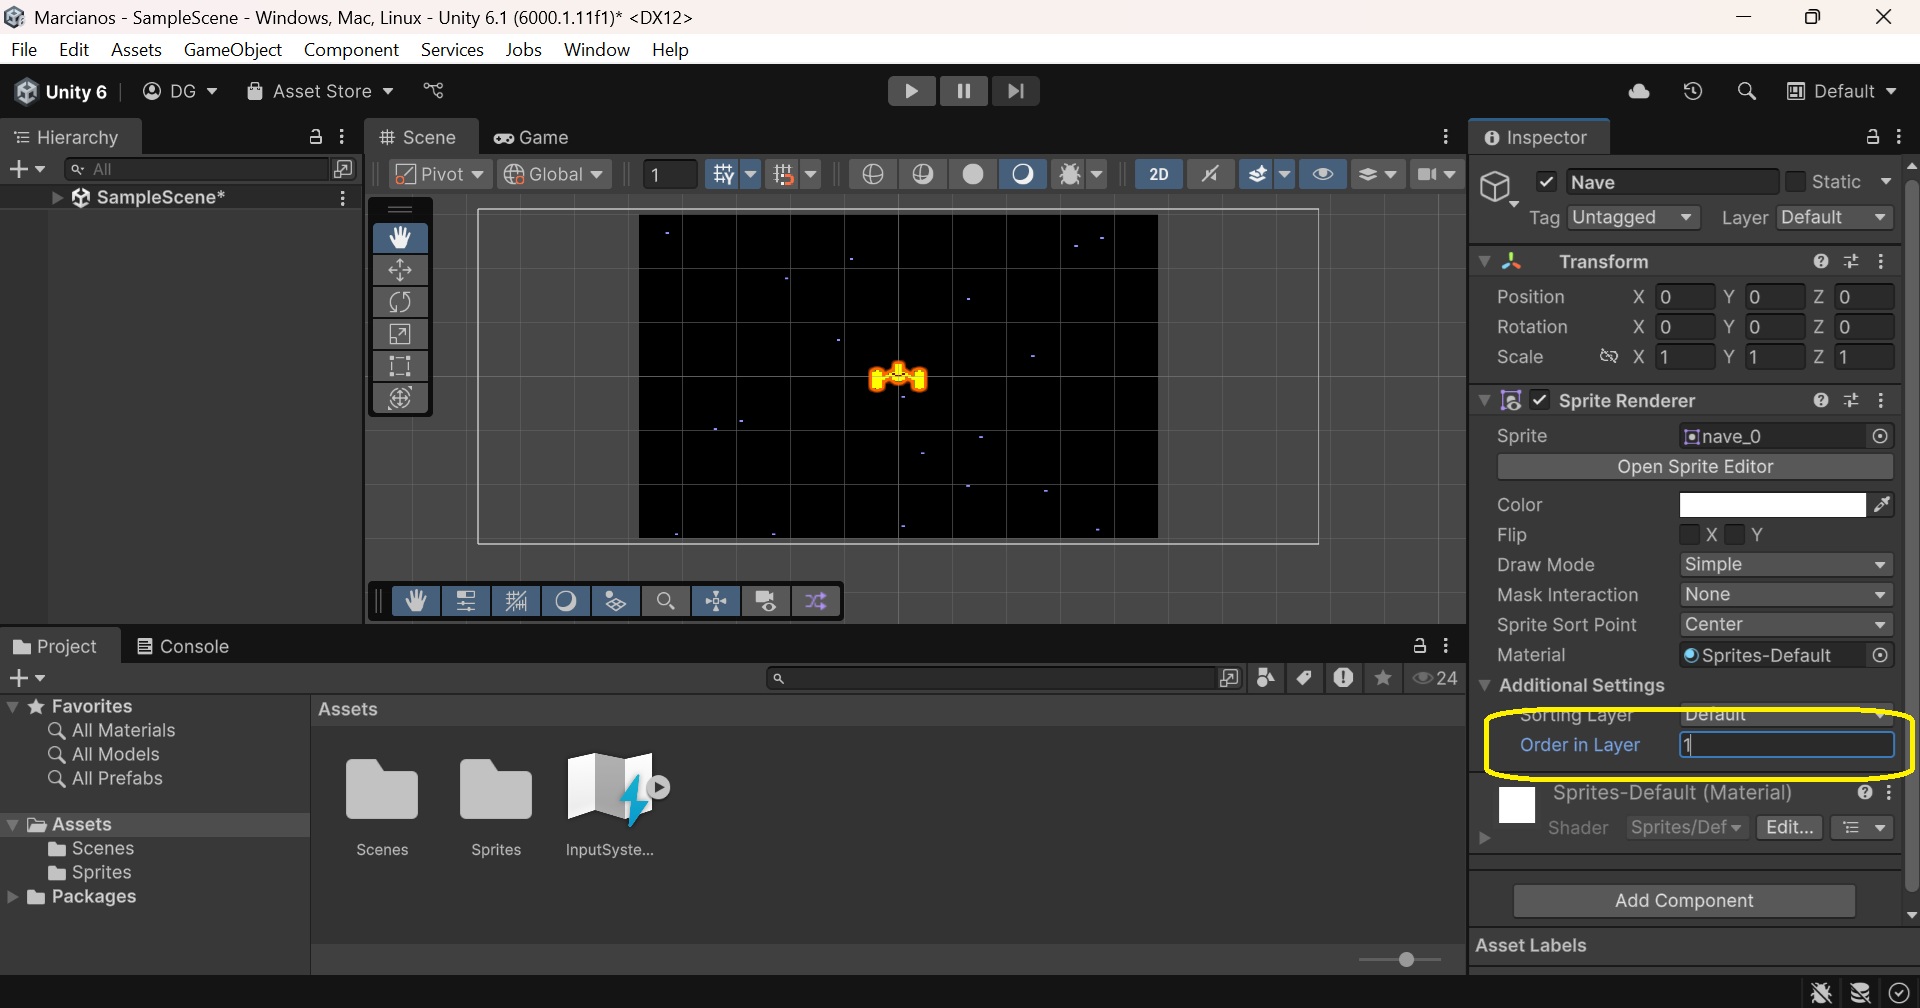 Marcianos - SampleScene - Windows, Mac, Linux - Unity 6.1 (6000.1.11f1)* <DX12>
File Edit Assets GameObject Component Services Jobs Window Help
Unity 6 DG Asset Store Default
Hierarchy
All
SampleScene*
Scene Game
Pivot Global 1 2D
Inspector
Nave Static
Tag Untagged Layer Default
Transform
Position X 0 Y 0 Z 0
Rotation X 0 Y 0 Z 0
Scale X 1 Y 1 Z 1
Sprite Renderer
Sprite nave_0
Open Sprite Editor
Color
Flip X Y
Draw Mode Simple
Mask Interaction None
Sprite Sort Point Center
Material Sprites-Default
Additional Settings
Sorting Layer Default
Order in Layer 1
Sprites-Default (Material)
Shader Sprites/Def Edit...
Add Component
Asset Labels
Project Console
24
Favorites
All Materials
All Models
All Prefabs
Assets
Scenes
Sprites
Packages
Assets
Scenes Sprites InputSyste...